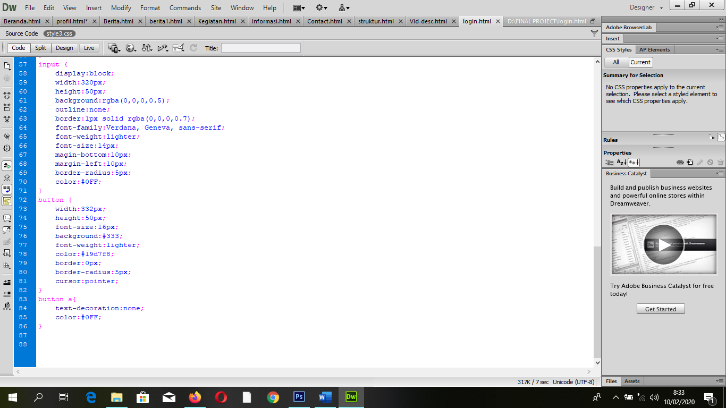 Dw File Edit View Insert Modify Format Commands Site Window Help Designer
Beranda.html profil.html* Berita.html berita1.html Kegiatan.html Informasi.html Contact.html struktur.html Vid desc.html login.html D:\FINAL PROJECT\login.html
Source Code style3.css
Code Split Design Live Title:
57 input {
58 display:block;
59 width:320px;
60 height:50px;
61 background:rgba(0,0,0,0.5);
62 outline:none;
63 border:1px solid rgba(0,0,0,0.7);
64 font-family:Verdana, Geneva, sans-serif;
65 font-weight:lighter;
66 font-size:14px;
67 margin-bottom:10px;
68 margin-left:10px;
69 border-radius:5px;
70 color:#0FF;
71 }
72 button {
73 width:332px;
74 height:50px;
75 font-size:16px;
76 background:#333;
77 font-weight:lighter;
78 color:#19d7f8;
79 border:0px;
80 border-radius:5px;
81 cursor:pointer;
82 }
83 button a{
84 text-decoration:none;
85 color:#0FF;
86 }
87
88
317K / 7 sec Unicode (UTF-8)
Adobe BrowserLab
Insert
CSS Styles AP Elements
All Current
Summary for Selection
No CSS properties apply to the current
selection. Please select a styled element to
see which CSS properties apply.
Rules
Properties
Business Catalyst
Build and publish business websites
and powerful online stores within
Dreamweaver.
Try Adobe Business Catalyst for free
today!
Get Started
Files Assets
Ps Dw
8:33
10/02/2020